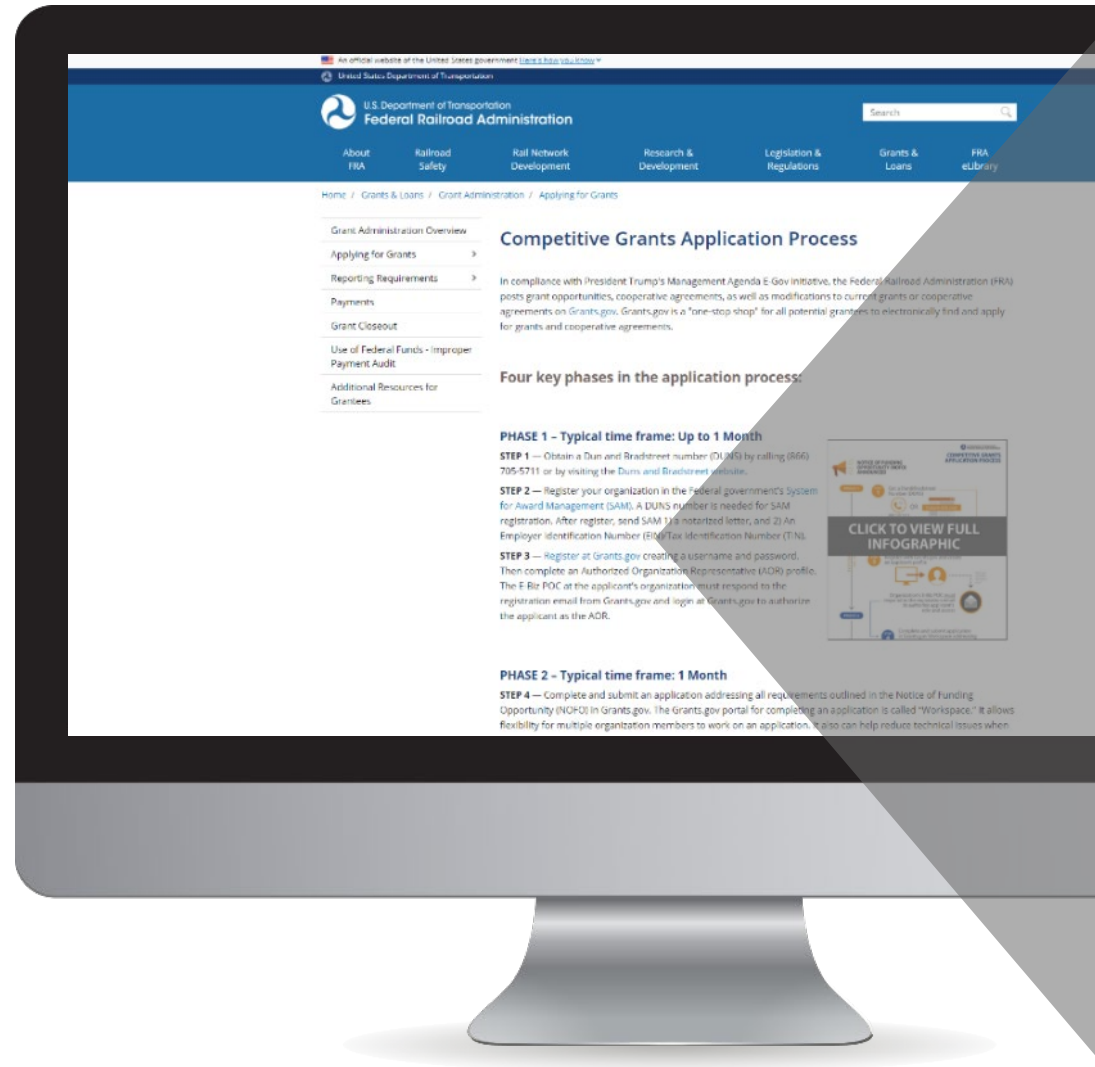 An official website of the United States government Here's how you know
United States Department of Transportation
U.S. Department of Transportation
Federal Railroad Administration
Search
About FRA
Railroad Safety
Rail Network Development
Research & Development
Legislation & Regulations
Grants & Loans
FRA eLibrary
Home / Grants & Loans / Grant Administration / Applying for Grants
Grant Administration Overview
Applying for Grants >
Reporting Requirements >
Payments
Grant Closeout
Use of Federal Funds - Improper
Payment Audit
Additional Resources for
Grantees
Competitive Grants Application Process
In compliance with President Trump's Management Agenda E-Gov Initiative, the Federal Railroad Administration (FRA)
posts grant opportunities, cooperative agreements, as well as modifications to current grants or cooperative
agreements on Grants.gov. Grants.gov is a "one-stop shop" for all potential grantees to electronically find and apply
for grants and cooperative agreements.
Four key phases in the application process:
PHASE 1 – Typical time frame: Up to 1 Month
STEP 1 — Obtain a Dun and Bradstreet number (DUNS) by calling (866)
705-5711 or by visiting the Duns and Bradstreet website.
STEP 2 — Register your organization in the Federal government's System
for Award Management (SAM). A DUNS number is needed for SAM
registration. After register, send SAM 1) a notarized letter, and 2) An
Employer Identification Number (EIN)/Tax Identification Number (TIN).
STEP 3 — Register at Grants.gov creating a username and password.
Then complete an Authorized Organization Representative (AOR) profile.
The E-Biz POC at the applicant's organization must respond to the
registration email from Grants.gov and login at Grants.gov to authorize
the applicant as the AOR.
COMPETITIVE GRANTS
APPLICATION PROCESS
NOTICE OF FUNDING
OPPORTUNITY (NOFO)
ANNOUNCED
OR
CLICK TO VIEW FULL
INFOGRAPHIC
PHASE 2 – Typical time frame: 1 Month
STEP 4 — Complete and submit an application addressing all requirements outlined in the Notice of Funding
Opportunity (NOFO) in Grants.gov. The Grants.gov portal for completing an application is called "Workspace." It allows
flexibility for multiple organization members to work on an application. It also can help reduce technical issues when